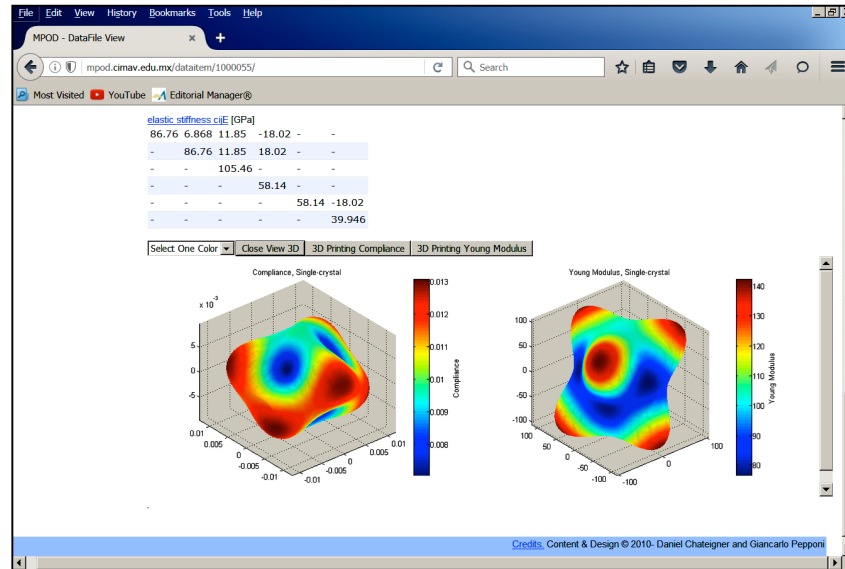 File Edit View History Bookmarks Tools Help
MPOD - DataFile View × +
mpod.cimav.edu.mx/dataitem/1000055/ Search
Most Visited YouTube Editorial Manager®
elastic stiffness cijE [GPa]
86.76 6.868 11.85 -18.02 - -
- 86.76 11.85 18.02 - -
- - 105.46 - - -
- - - 58.14 - -
- - - - 58.14 -18.02
- - - - - 39.946
Select One Color Close View 3D 3D Printing Compliance 3D Printing Young Modulus
Compliance, Single-crystal
x 10^-3
5
0
-5
0.01
0.005
0
-0.005
-0.01
-0.01
-0.005
0
0.005
0.01
0.013
0.012
0.011
0.01
0.009
0.008
Compliance
Young Modulus, Single-crystal
100
50
0
-50
-100
100
50
0
-50
-100
-100
0
100
140
130
120
110
100
90
80
Young Modulus
Credits, Content & Design © 2010- Daniel Chateigner and Giancarlo Pepponi